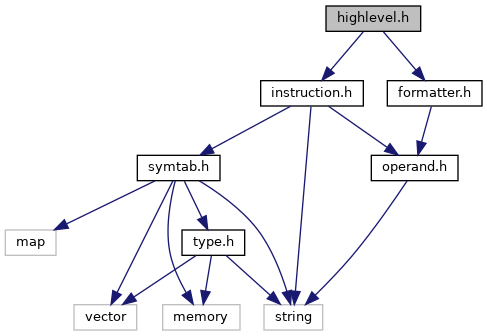 highlevel.h
instruction.h
formatter.h
symtab.h
operand.h
map
type.h
vector
memory
string